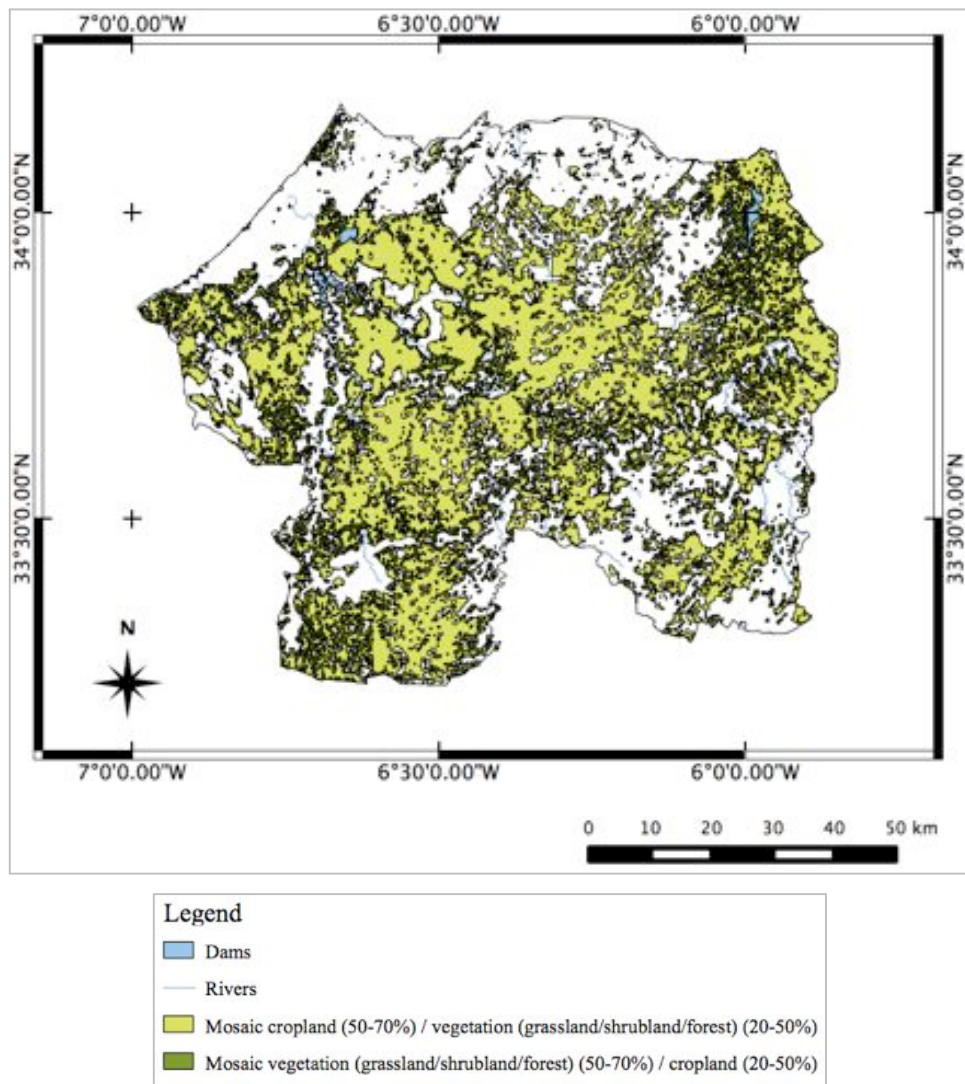 7°0'0.00"W 6°30'0.00"W 6°0'0.00"W
34°0'0.00"N 34°0'0.00"N
33°30'0.00"N 33°30'0.00"N
N
7°0'0.00"W 6°30'0.00"W 6°0'0.00"W
0 10 20 30 40 50 km
Legend
Dams
Rivers
Mosaic cropland (50-70%) / vegetation (grassland/shrubland/forest) (20-50%)
Mosaic vegetation (grassland/shrubland/forest) (50-70%) / cropland (20-50%)